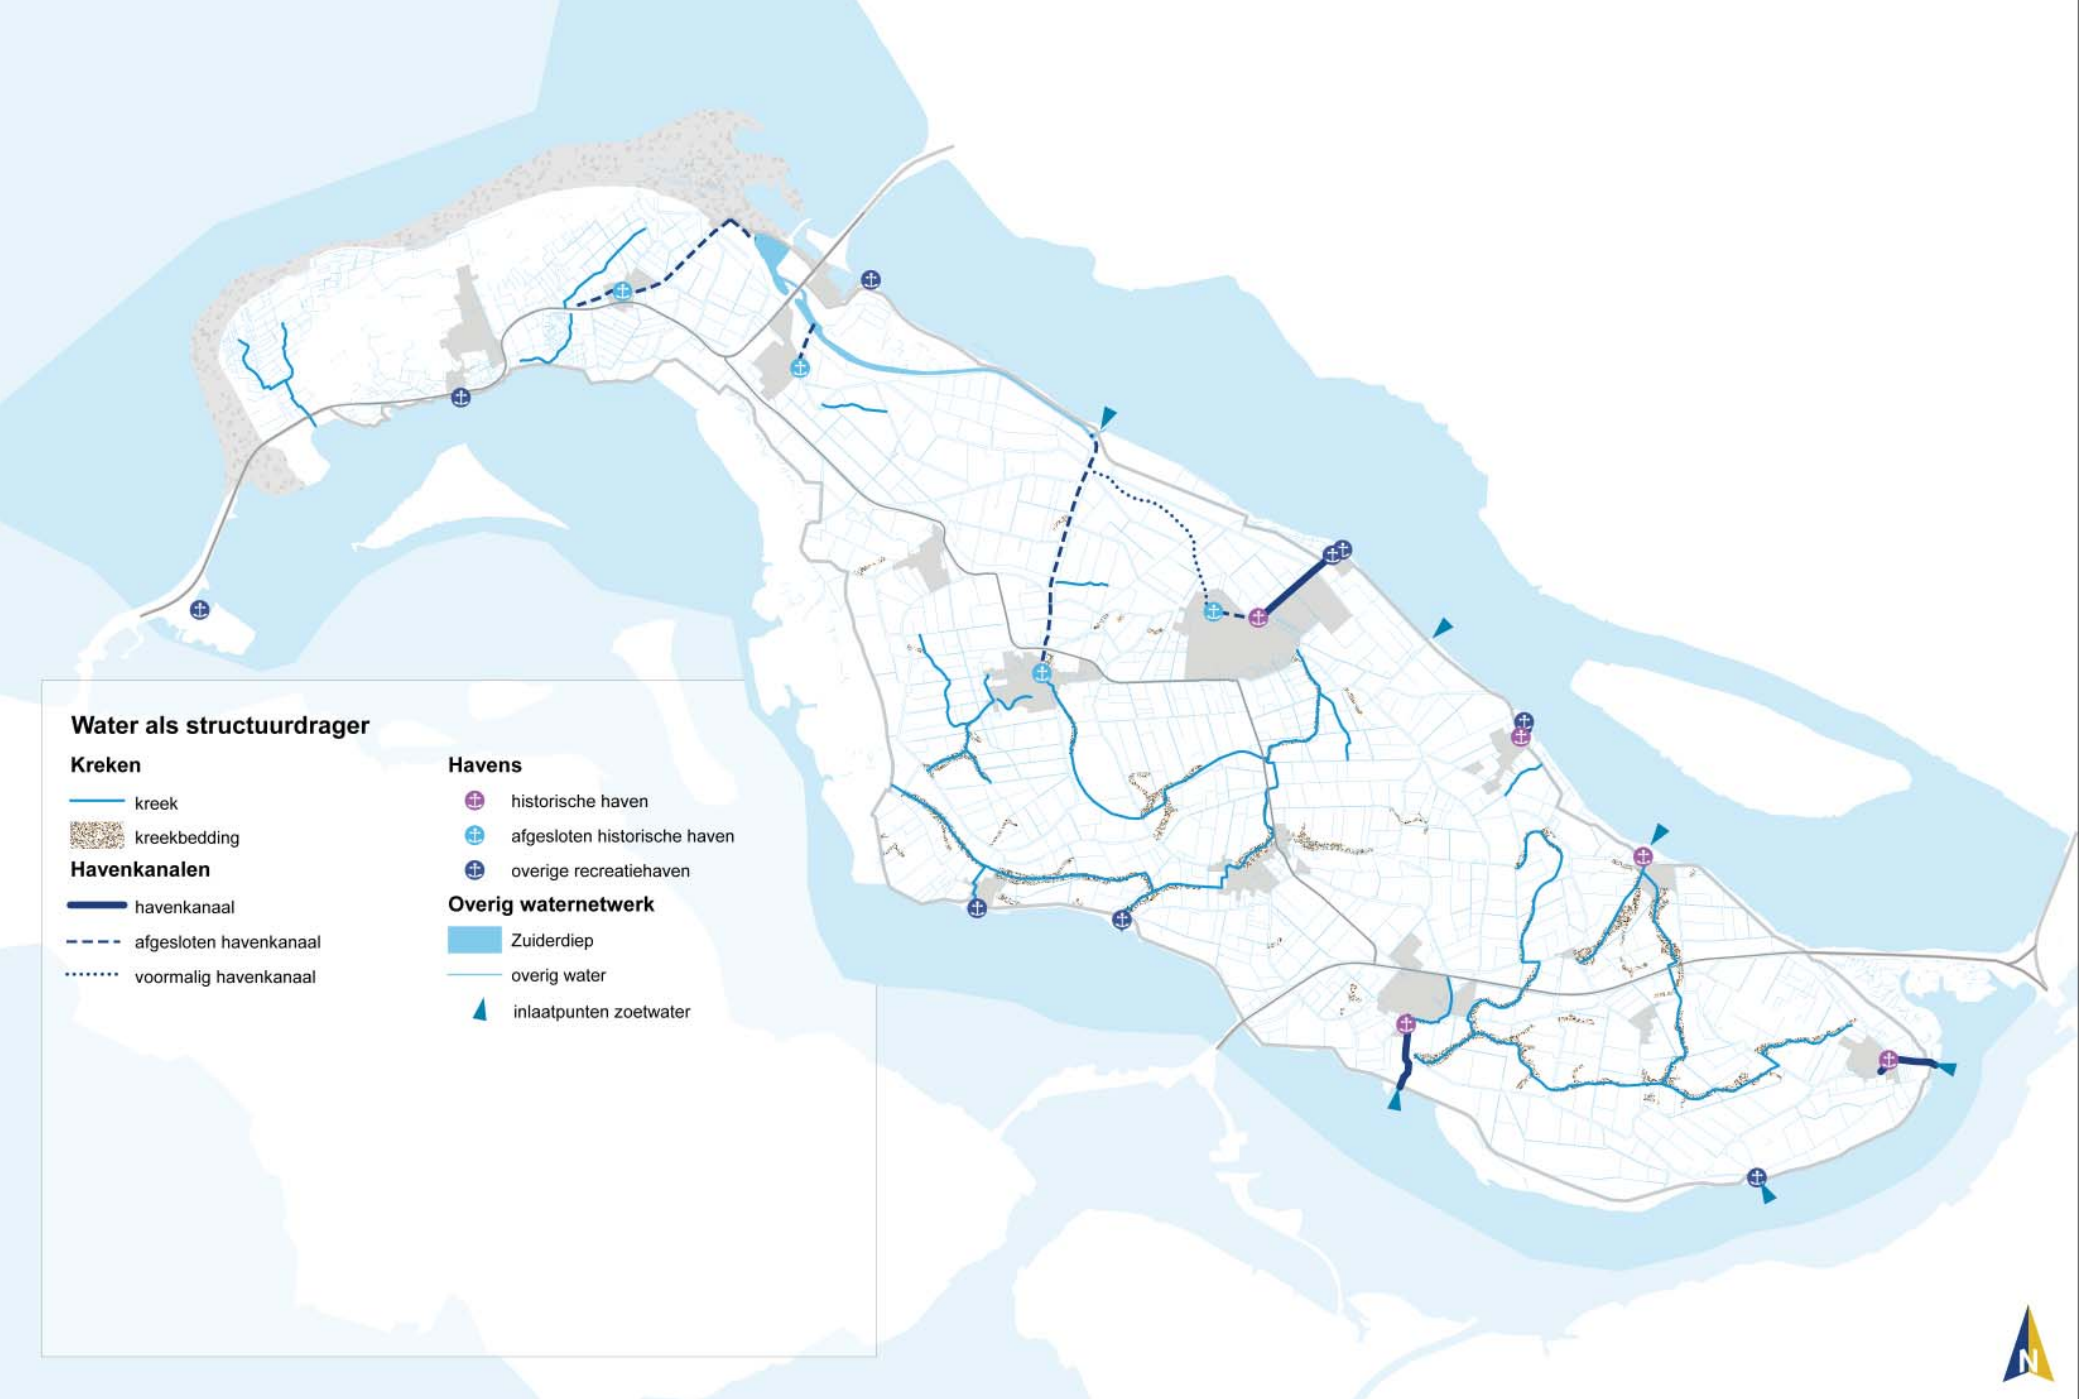 Water als structuurdrager
Kreken
kreek
kreekbedding
Havenkanalen
havenkanaal
afgesloten havenkanaal
voormalig havenkanaal
Havens
historische haven
afgesloten historische haven
overige recreatiehaven
Overig waternetwerk
Zuiderdiep
overig water
inlaatpunten zoetwater
N